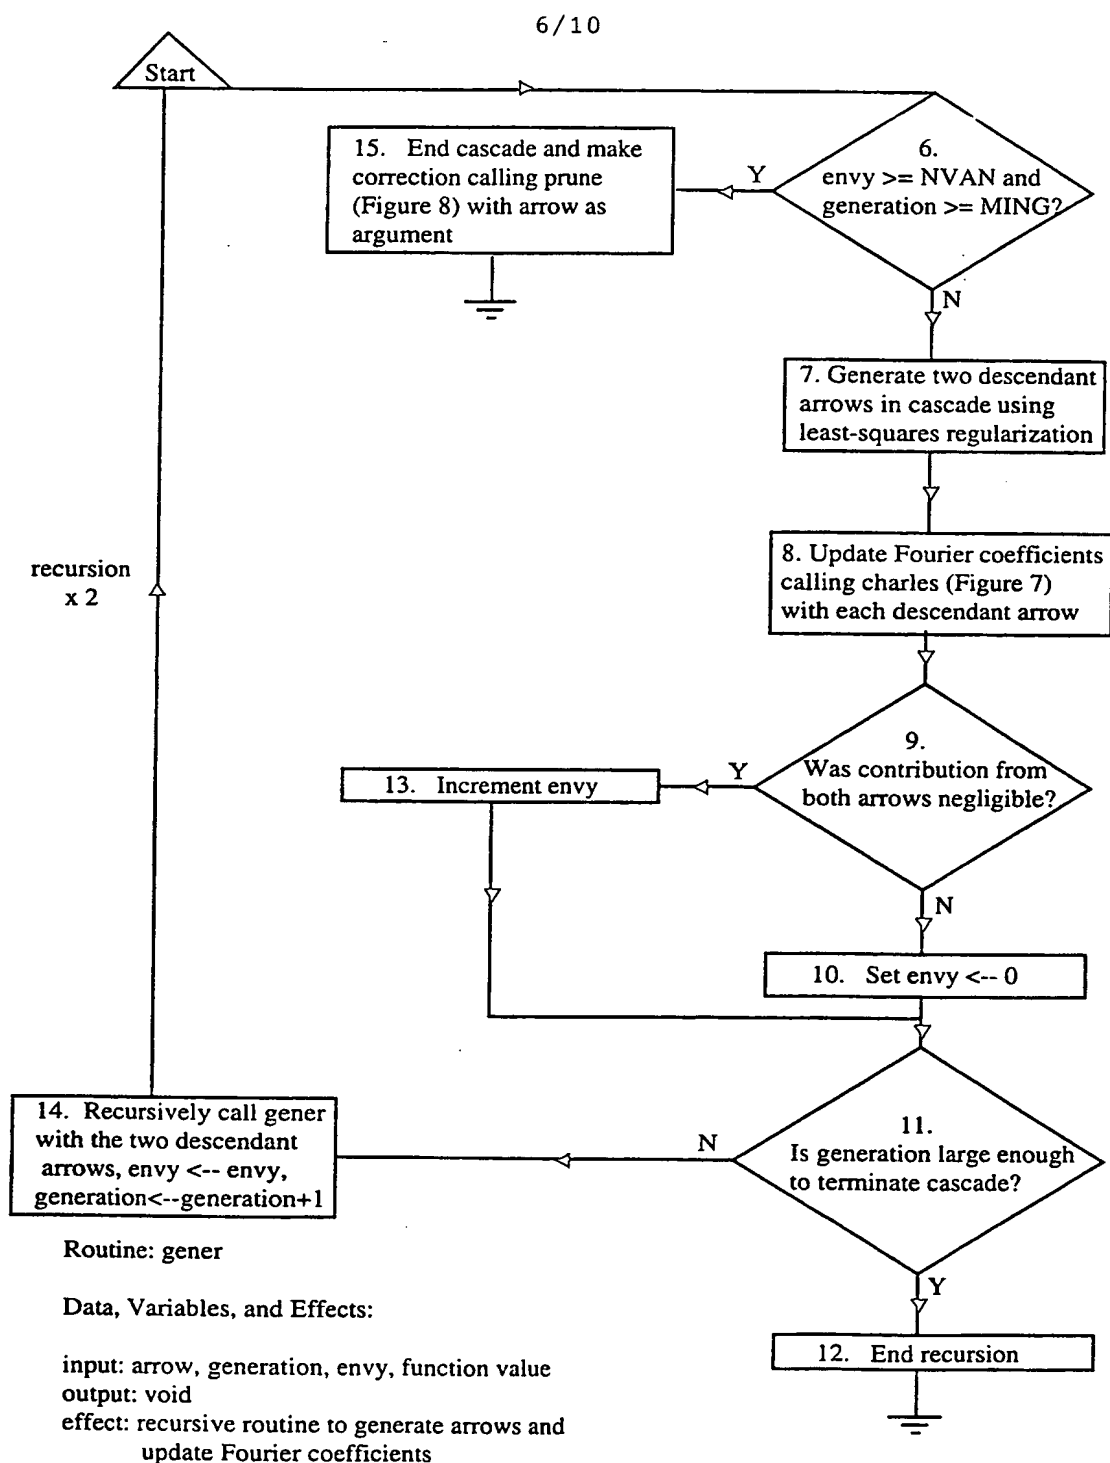 6/10
Start
15. End cascade and make
correction calling prune
(Figure 8) with arrow as
argument
Y
6.
envy >= NVAN and
generation >= MING?
N
7. Generate two descendant
arrows in cascade using
least-squares regularization
8. Update Fourier coefficients
calling charles (Figure 7)
with each descendant arrow
recursion
x 2
9.
Was contribution from
both arrows negligible?
Y
13. Increment envy
N
10. Set envy <-- 0
11.
Is generation large enough
to terminate cascade?
N
14. Recursively call gener
with the two descendant
arrows, envy <-- envy,
generation<--generation+1
Y
12. End recursion
Routine: gener
Data, Variables, and Effects:
input: arrow, generation, envy, function value
output: void
effect: recursive routine to generate arrows and
update Fourier coefficients